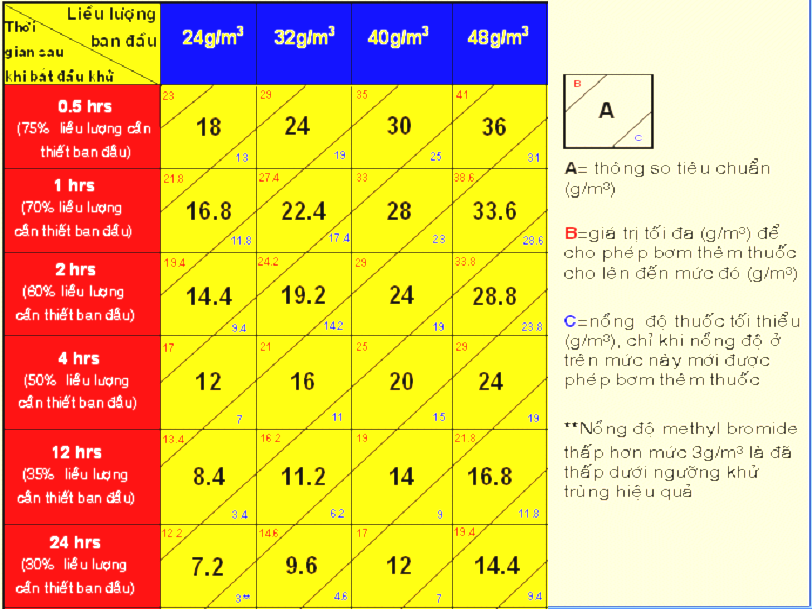 Liều lượng
ban đầu
Thời
gian sau
khi bắt đầu khử
24g/m³
32g/m³
40g/m³
48g/m³
0.5 hrs
(75% liều lượng cần
thiết ban đầu)
23
18
13
29
24
19
35
30
25
41
36
31
1 hrs
(70% liều lượng
cần thiết ban đầu)
21.8
16.8
11.8
27.4
22.4
17.4
33
28
23
38.6
33.6
28.6
2 hrs
(60% liều lượng
cần thiết ban đầu)
19.4
14.4
9.4
24.2
19.2
14.2
29
24
19
33.8
28.8
23.8
4 hrs
(50% liều lượng
cần thiết ban đầu)
17
12
7
21
16
11
25
20
15
29
24
19
12 hrs
(35% liều lượng
cần thiết ban đầu)
13.4
8.4
3.4
16.2
11.2
6.2
19
14
9
21.8
16.8
11.8
24 hrs
(30% liều lượng
cần thiết ban đầu)
12.2
7.2
3**
14.6
9.6
4.6
17
12
7
19.4
14.4
9.4
B
A
C
A= thông so tiêu chuẩn
(g/m³)
B=giá trị tối đa (g/m³) để
cho phép bơm thêm thuốc
cho lên đến mức đó (g/m³)
C=nồng độ thuốc tối thiểu
(g/m³), chỉ khi nồng độ ở
trên mức này mới được
phép bơm thêm thuốc
**Nồng độ methyl bromide
thấp hơn mức 3g/m³ là đã
thấp dưới ngưỡng khử
trùng hiệu quả